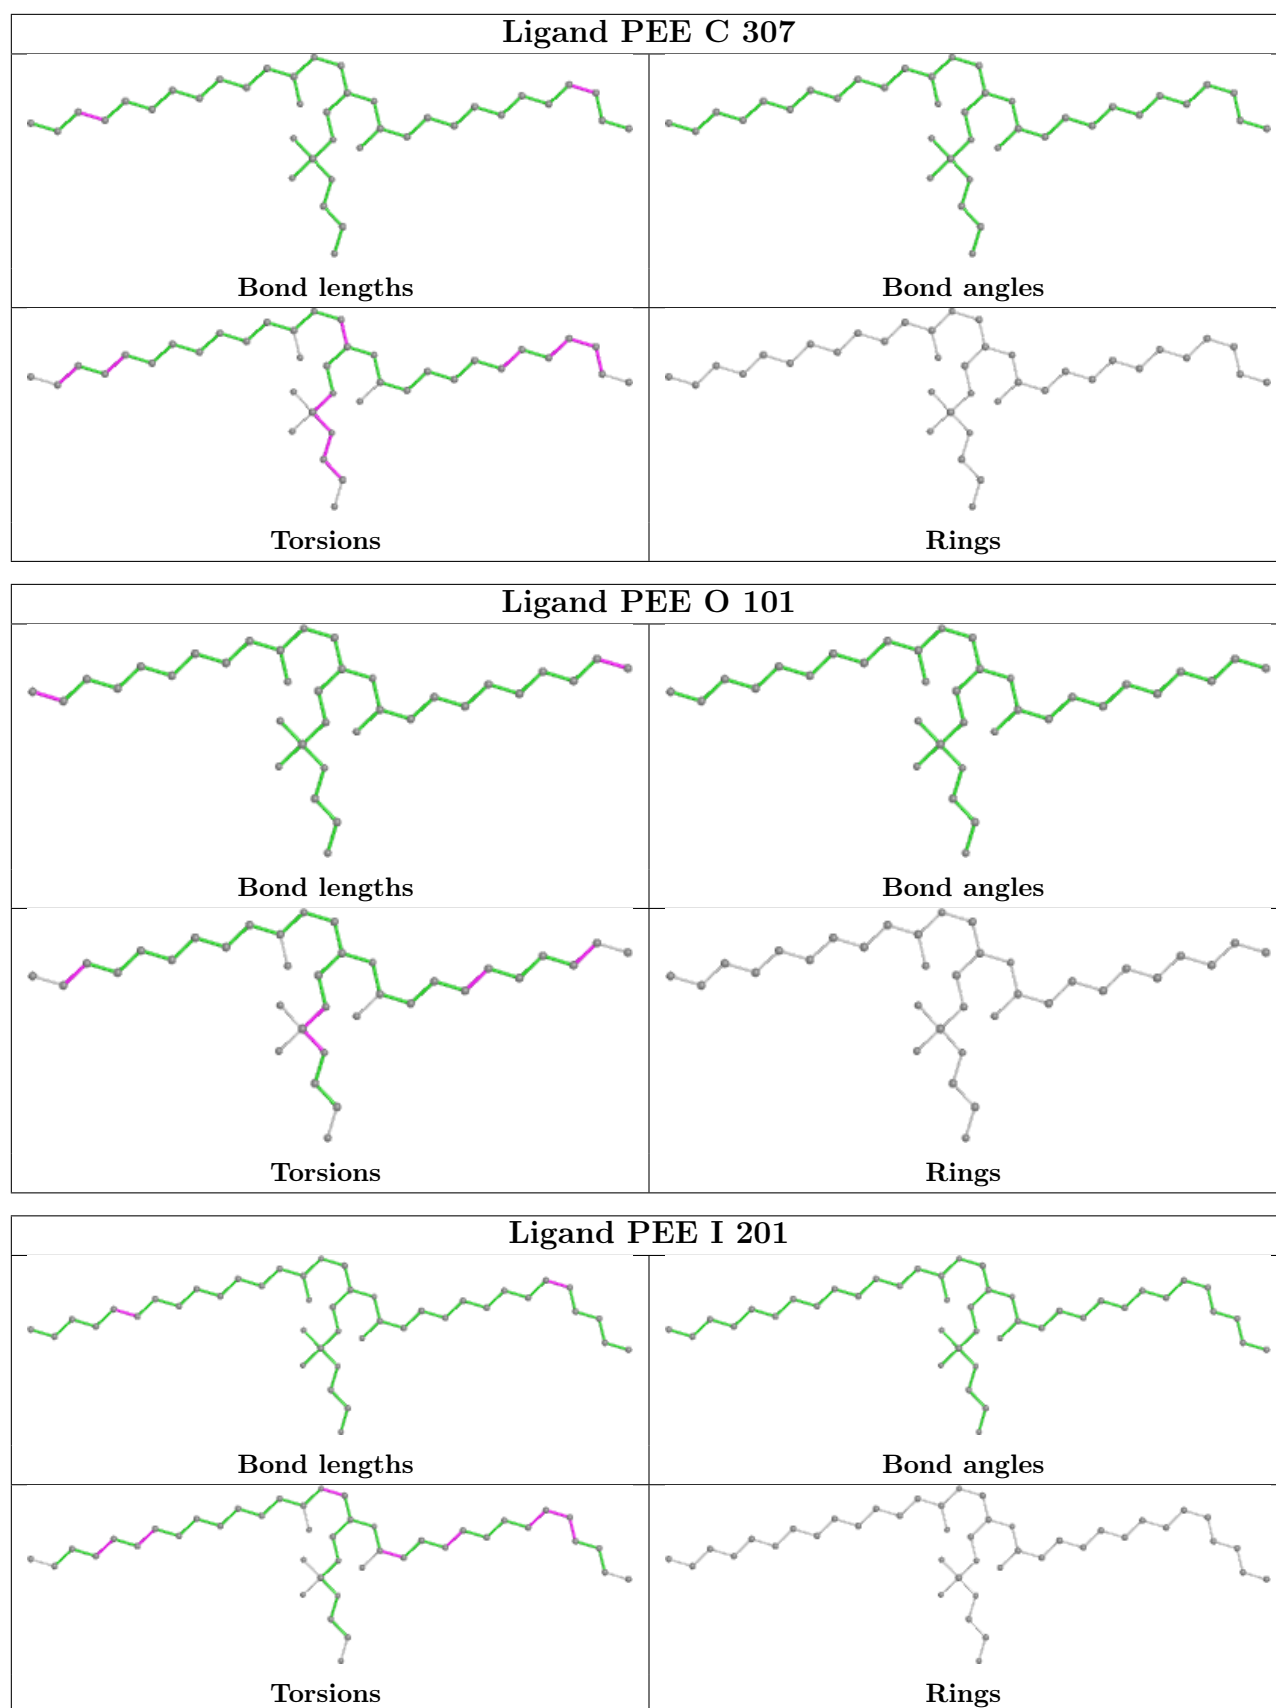 Ligand PEE C 307
Bond lengths
Bond angles
Torsions
Rings
Ligand PEE O 101
Bond lengths
Bond angles
Torsions
Rings
Ligand PEE I 201
Bond lengths
Bond angles
Torsions
Rings